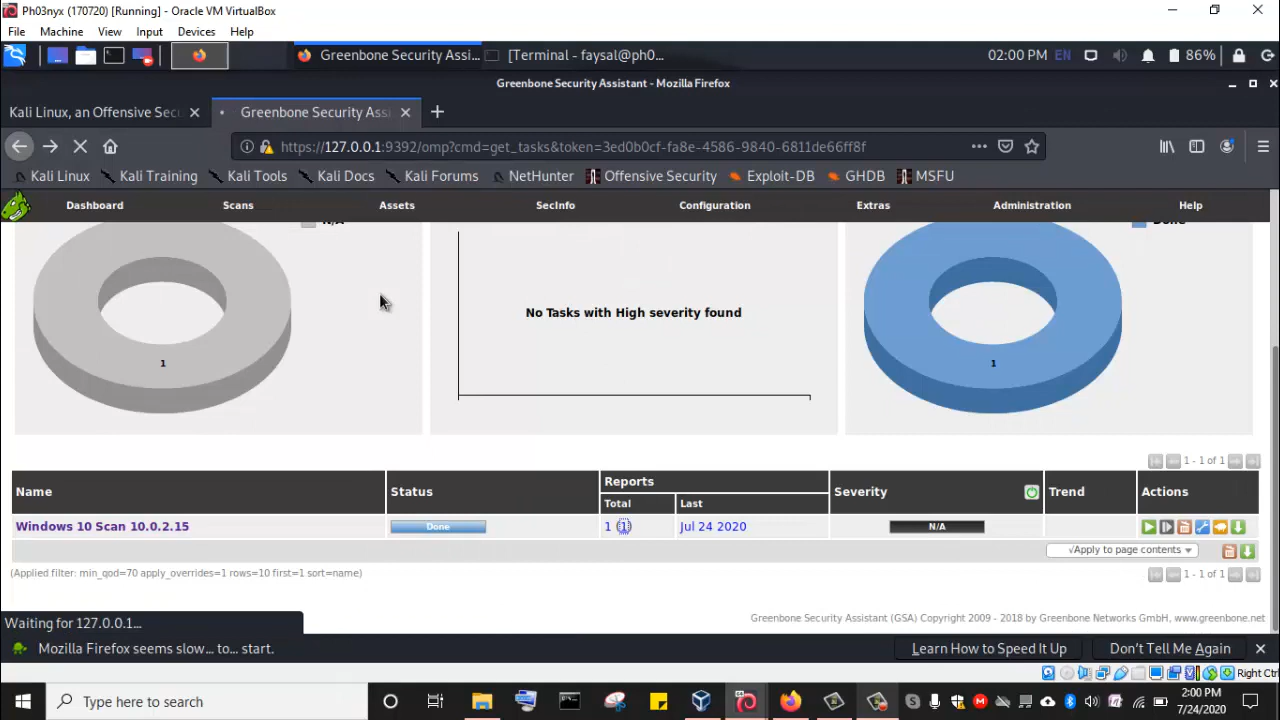 Ph03nyx (170720) [Running] - Oracle VM VirtualBox
File Machine View Input Devices Help
Greenbone Security Assi... [Terminal - faysal@ph0... 02:00 PM EN 86%
Greenbone Security Assistant - Mozilla Firefox
Kali Linux, an Offensive Sec Greenbone Security Assi
https://127.0.0.1:9392/omp?cmd=get_tasks&token=3ed0b0cf-fa8e-4586-9840-6811de66ff8f
Kali Linux Kali Training Kali Tools Kali Docs Kali Forums NetHunter Offensive Security Exploit-DB GHDB MSFU
Dashboard Scans Assets SecInfo Configuration Extras Administration Help
N/A Done
No Tasks with High severity found
1 1
1 - 1 of 1
Name Status Reports Severity Trend Actions
Total Last
Windows 10 Scan 10.0.2.15 Done 1 (1) Jul 24 2020 N/A
√Apply to page contents
(Applied filter: min_qod=70 apply_overrides=1 rows=10 first=1 sort=name) 1 - 1 of 1
Greenbone Security Assistant (GSA) Copyright 2009 - 2018 by Greenbone Networks GmbH, www.greenbone.net
Waiting for 127.0.0.1...
Mozilla Firefox seems slow... to... start. Learn How to Speed It Up Don't Tell Me Again
Right Ctrl
Type here to search
2:00 PM
7/24/2020